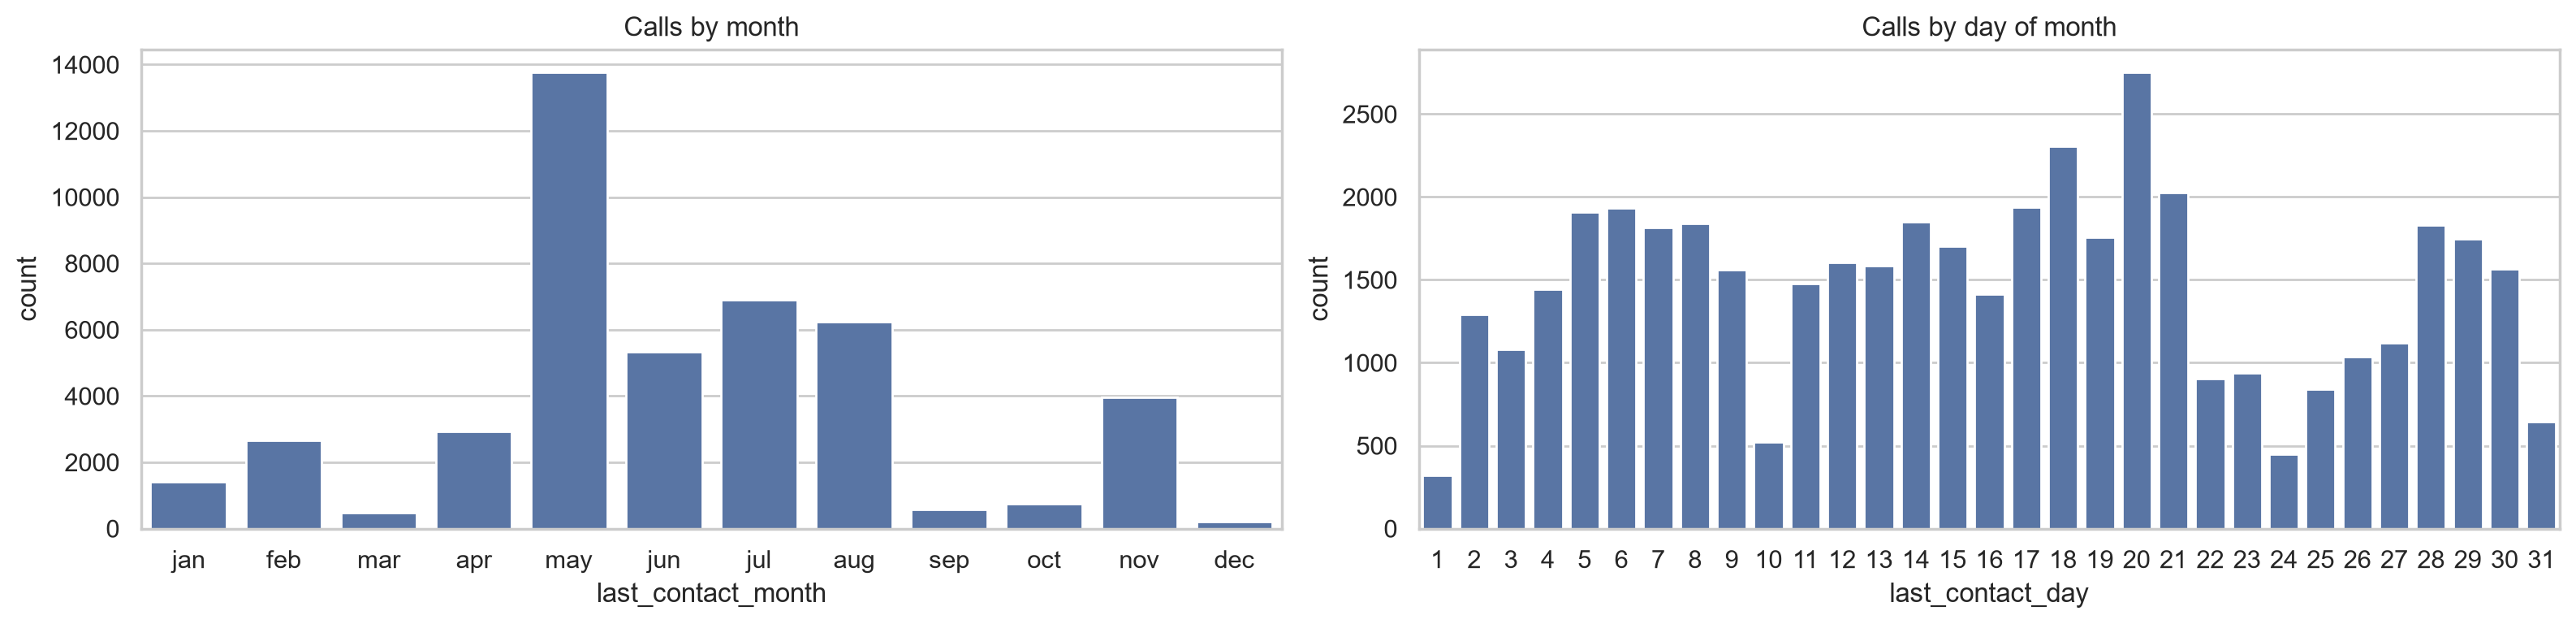 Calls by month
14000
12000
10000
8000
6000
4000
2000
0
count
jan feb mar apr may jun jul aug sep oct nov dec
last_contact_month
Calls by day of month
2500
2000
1500
1000
500
0
count
1 2 3 4 5 6 7 8 9 10 11 12 13 14 15 16 17 18 19 20 21 22 23 24 25 26 27 28 29 30 31
last_contact_day